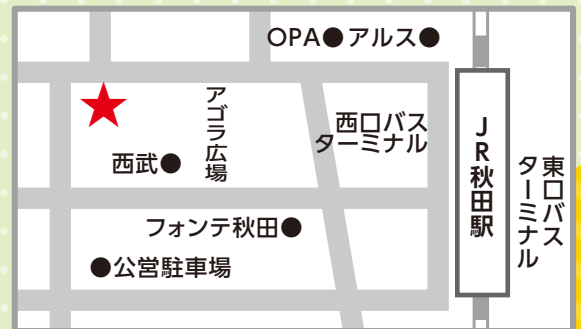 OPA●アルス●
アゴラ広場
西武●
西口バス
ターミナル
JR秋田駅
東口バス
ターミナル
フォンテ秋田●
●公営駐車場